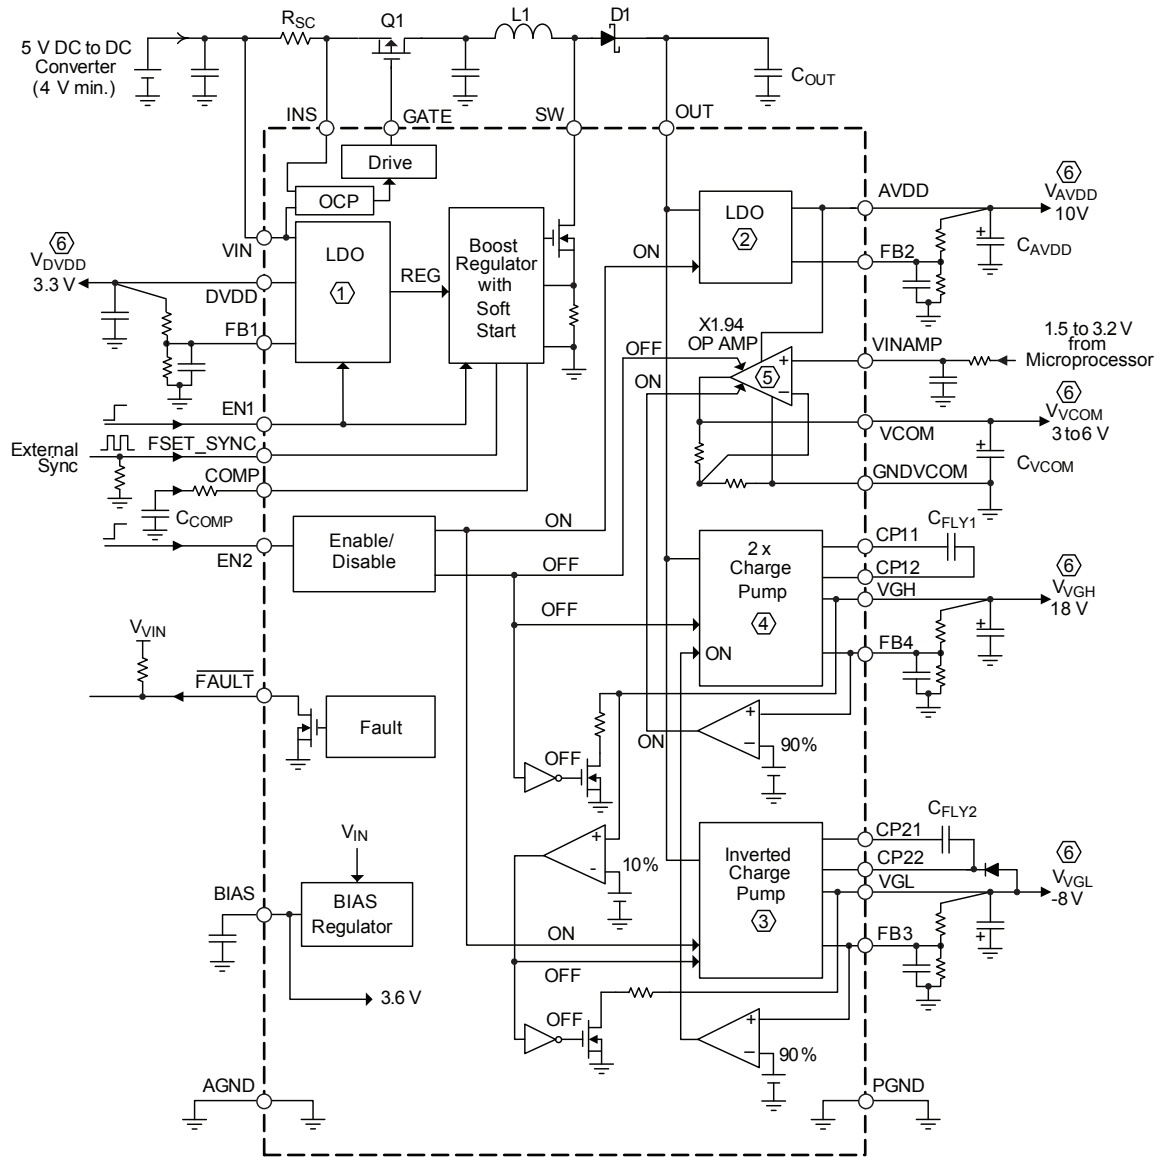 RSC
Q1
L1
D1
5 V DC to DC
Converter
(4 V min.)
COUT
INS
GATE
SW
OUT
Drive
OCP
VIN
6
VDVDD
3.3 V
DVDD
FB1
LDO
1
REG
Boost
Regulator
with
Soft
Start
ON
LDO
2
AVDD
6
VAVDD
10V
CAVDD
FB2
X1.94
OP AMP
OFF
ON
+
5
−
VINAMP
1.5 to 3.2 V
from
Microprocessor
6
VVCOM
3 to 6 V
VCOM
CVCOM
GNDVCOM
EN1
External
Sync
FSET_SYNC
COMP
CCOMP
EN2
Enable/
Disable
ON
OFF
OFF
2 x
Charge
Pump
4
ON
CP11
CFLY1
CP12
VGH
6
VVGH
18 V
FB4
VVIN
FAULT
Fault
OFF
ON
+
−
90%
+
-
10%
VIN
BIAS
BIAS
Regulator
3.6 V
Inverted
Charge
Pump
3
CP21
CFLY2
CP22
VGL
6
VVGL
-8 V
FB3
ON
OFF
OFF
+
−
90%
AGND
PGND